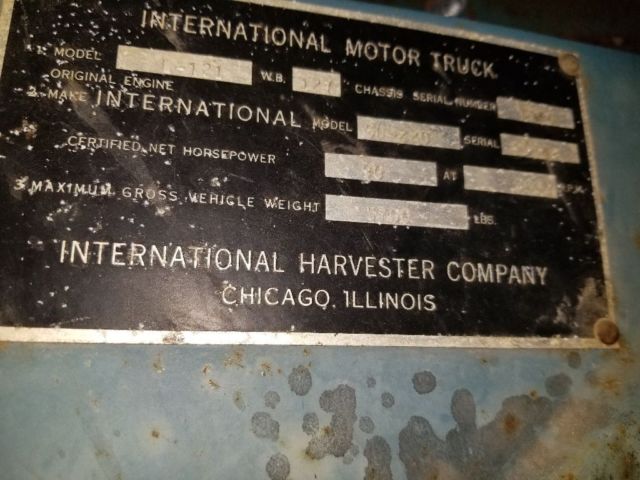 INTERNATIONAL MOTOR TRUCK
1. MODEL W.B. CHASSIS SERIAL NUMBER
ORIGINAL ENGINE
2. MAKE INTERNATIONAL MODEL SERIAL
CERTIFIED NET HORSEPOWER AT R.P.M.
3. MAXIMUM GROSS VEHICLE WEIGHT LBS.
INTERNATIONAL HARVESTER COMPANY
CHICAGO, ILLINOIS